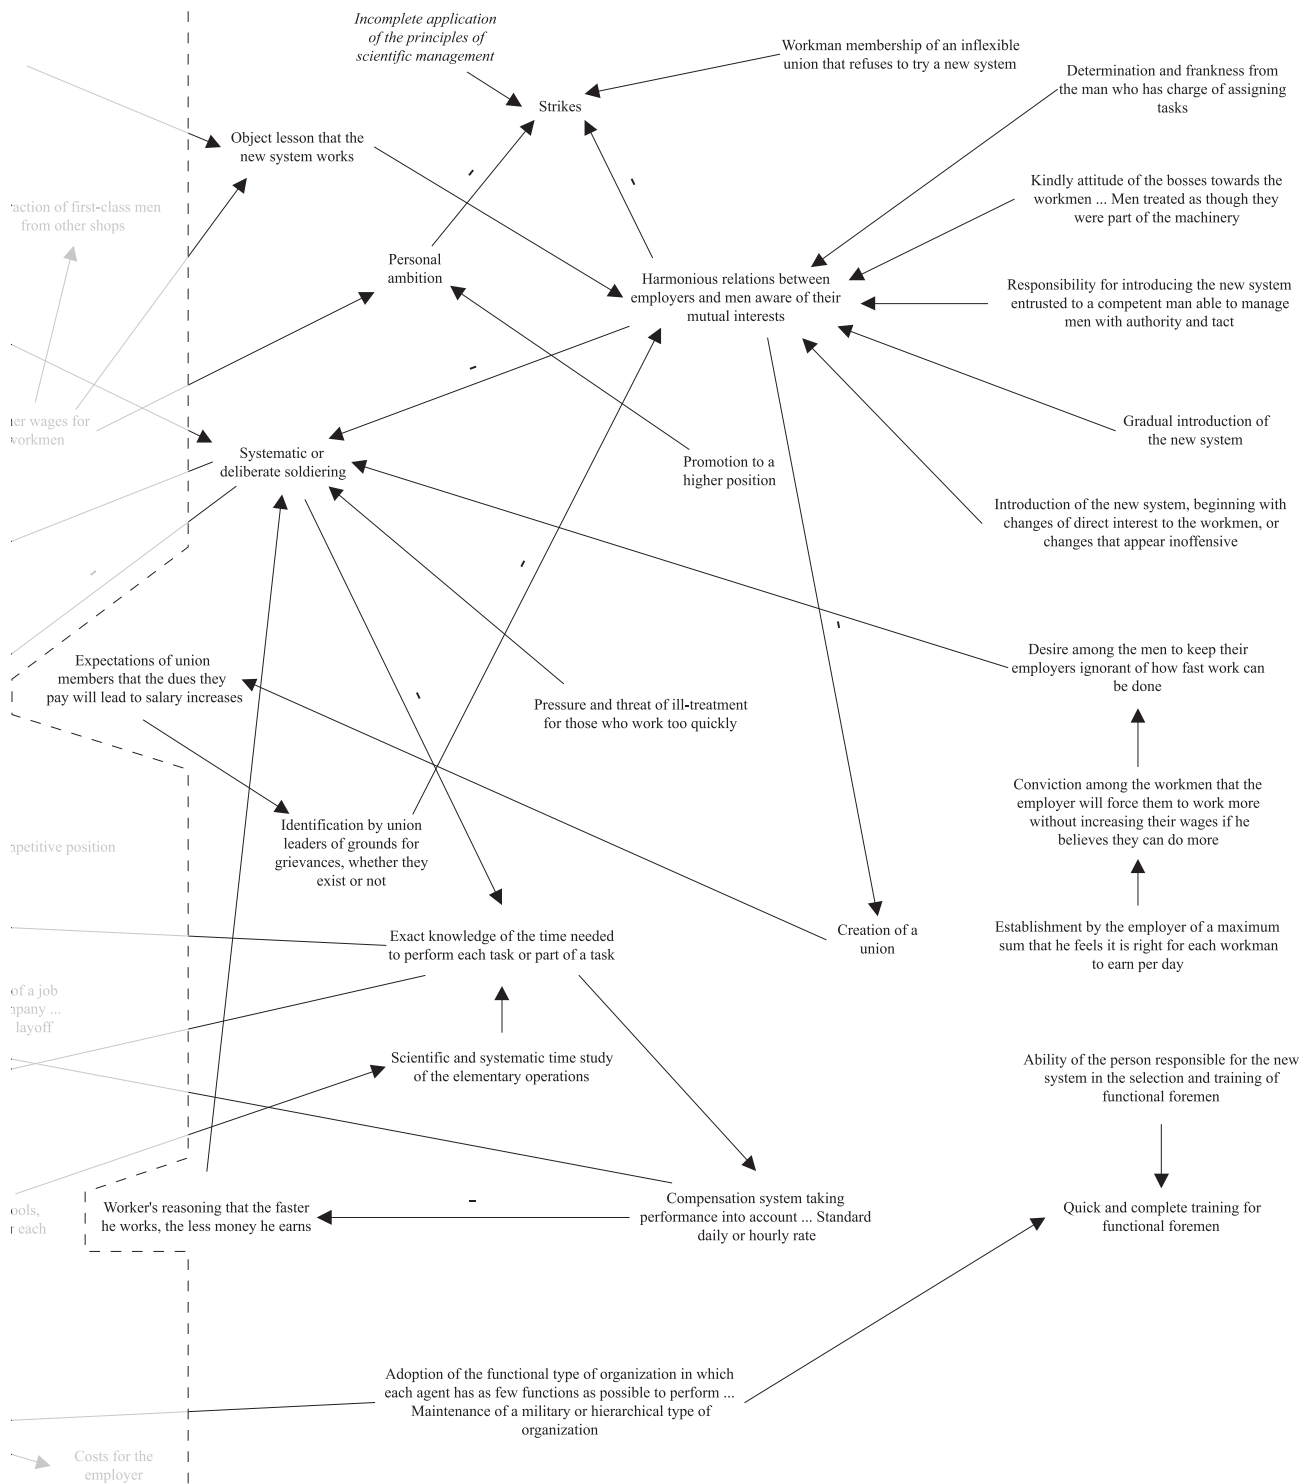 Incomplete application
of the principles of
scientific management
Workman membership of an inflexible
union that refuses to try a new system
Determination and frankness from
the man who has charge of assigning
tasks
Strikes
Object lesson that the
new system works
Kindly attitude of the bosses towards the
workmen ... Men treated as though they
were part of the machinery
of first-class men
from other shops
Personal
ambition
Harmonious relations between
employers and men aware of their
mutual interests
Responsibility for introducing the new system
entrusted to a competent man able to manage
men with authority and tact
wages for
Gradual introduction of
the new system
Systematic or
deliberate soldiering
Promotion to a
higher position
Introduction of the new system, beginning with
changes of direct interest to the workmen, or
changes that appear inoffensive
Expectations of union
members that the dues they
pay will lead to salary increases
Pressure and threat of ill-treatment
for those who work too quickly
Desire among the men to keep their
employers ignorant of how fast work can
be done
Conviction among the workmen that the
employer will force them to work more
without increasing their wages if he
believes they can do more
Identification by union
leaders of grounds for
grievances, whether they
exist or not
position
Exact knowledge of the time needed
to perform each task or part of a task
Creation of a
union
Establishment by the employer of a maximum
sum that he feels it is right for each workman
to earn per day
of a job
...
layoff
Scientific and systematic time study
of the elementary operations
Ability of the person responsible for the new
system in the selection and training of
functional foremen
Worker's reasoning that the faster
he works, the less money he earns
Compensation system taking
performance into account ... Standard
daily or hourly rate
Quick and complete training for
functional foremen
each
Adoption of the functional type of organization in which
each agent has as few functions as possible to perform ...
Maintenance of a military or hierarchical type of
organization
Costs for the
employer